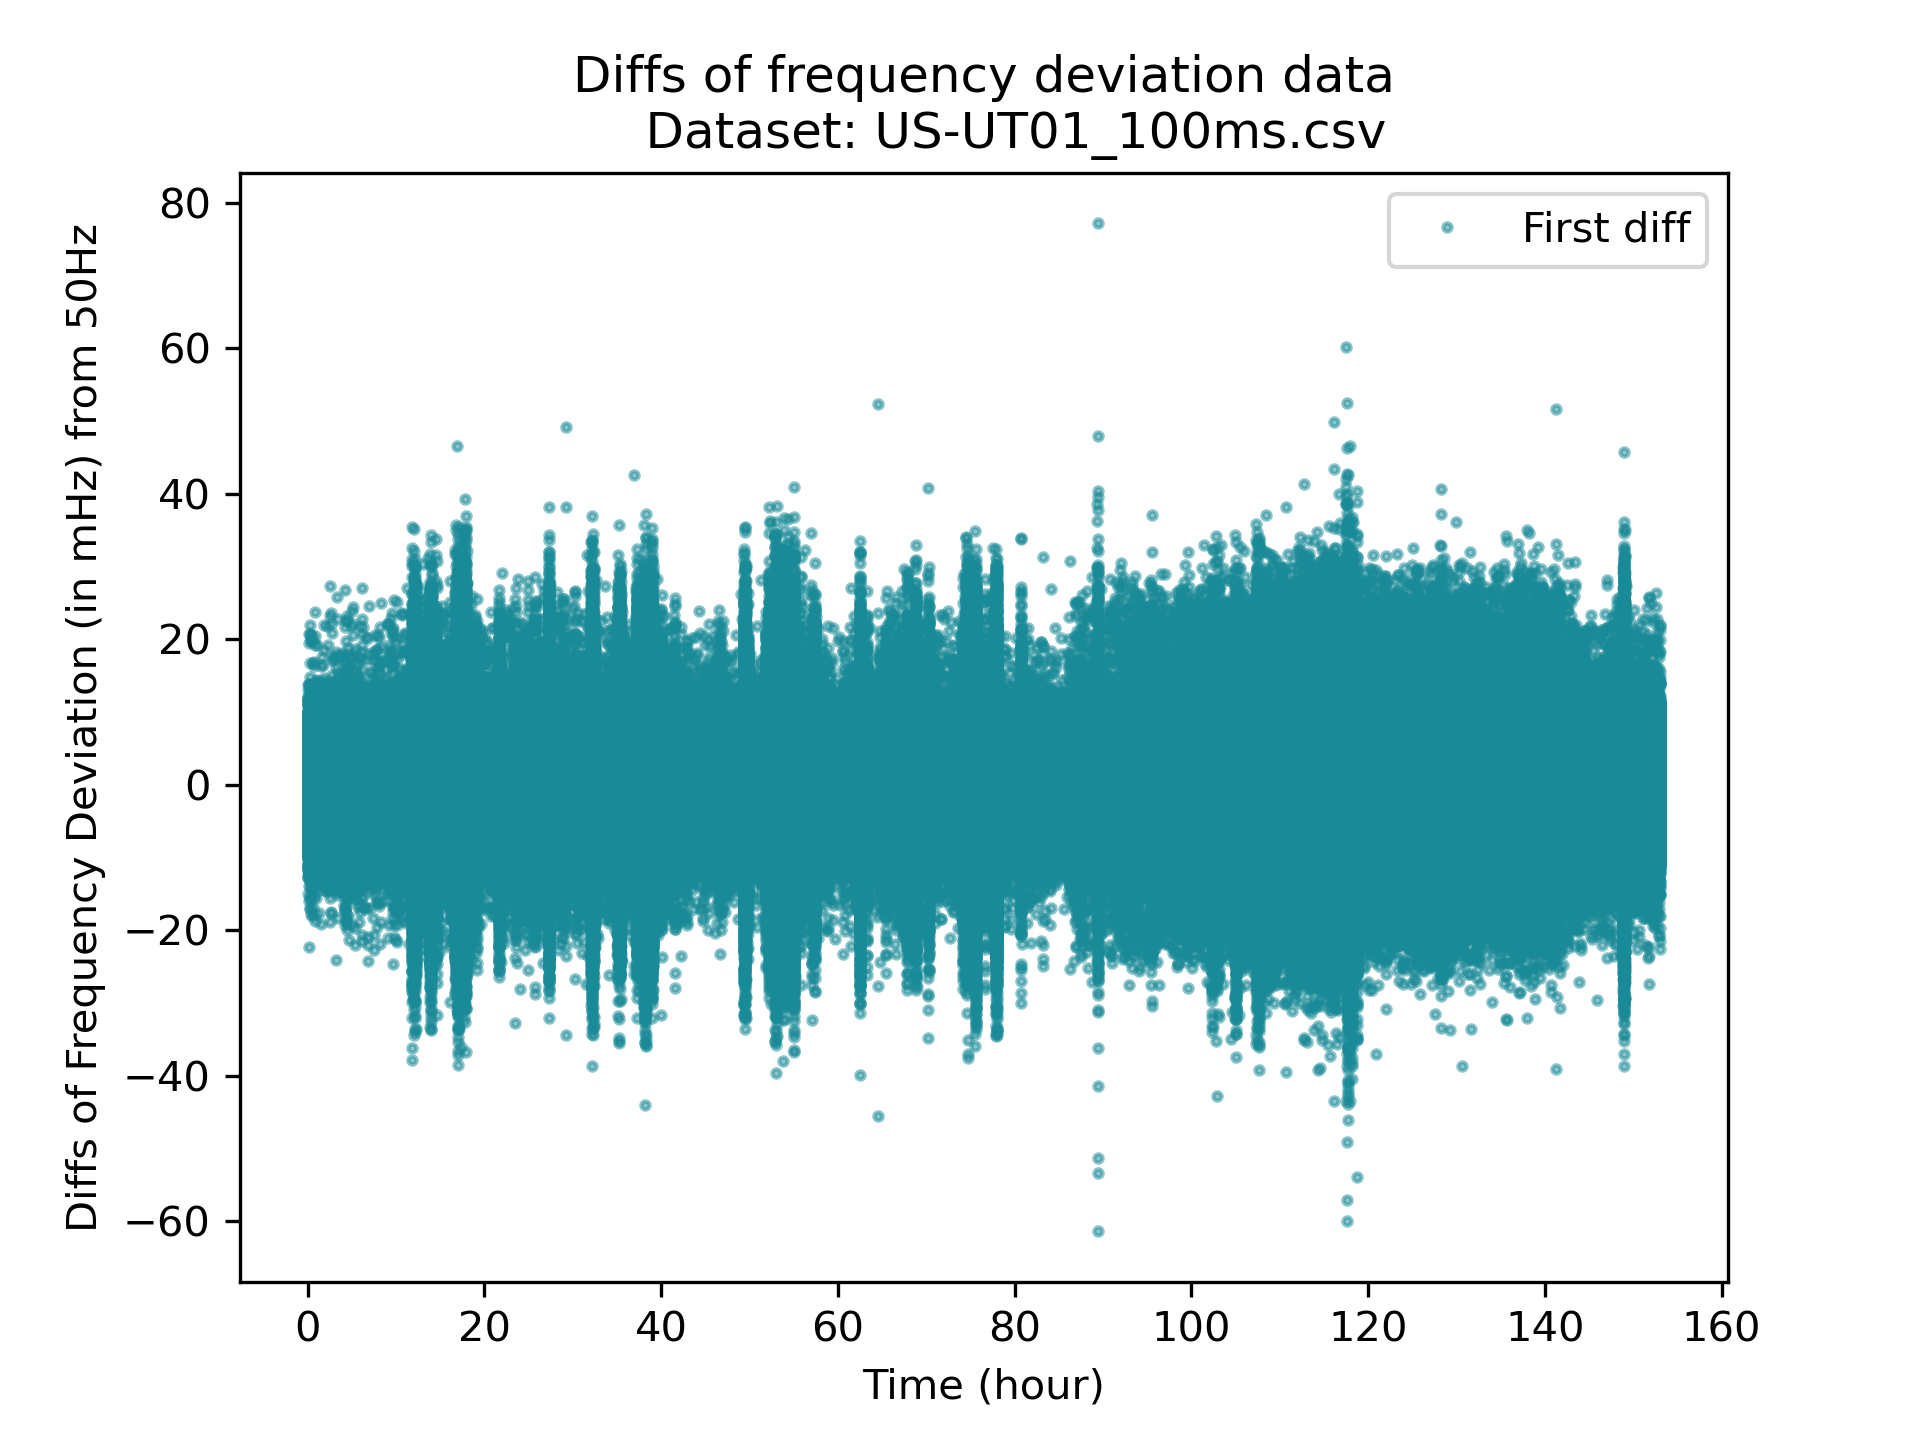 Diffs of frequency deviation data
Dataset: US-UT01_100ms.csv
First diff
Diffs of Frequency Deviation (in mHz) from 50Hz
80
60
40
20
0
−20
−40
−60
0 20 40 60 80 100 120 140 160
Time (hour)